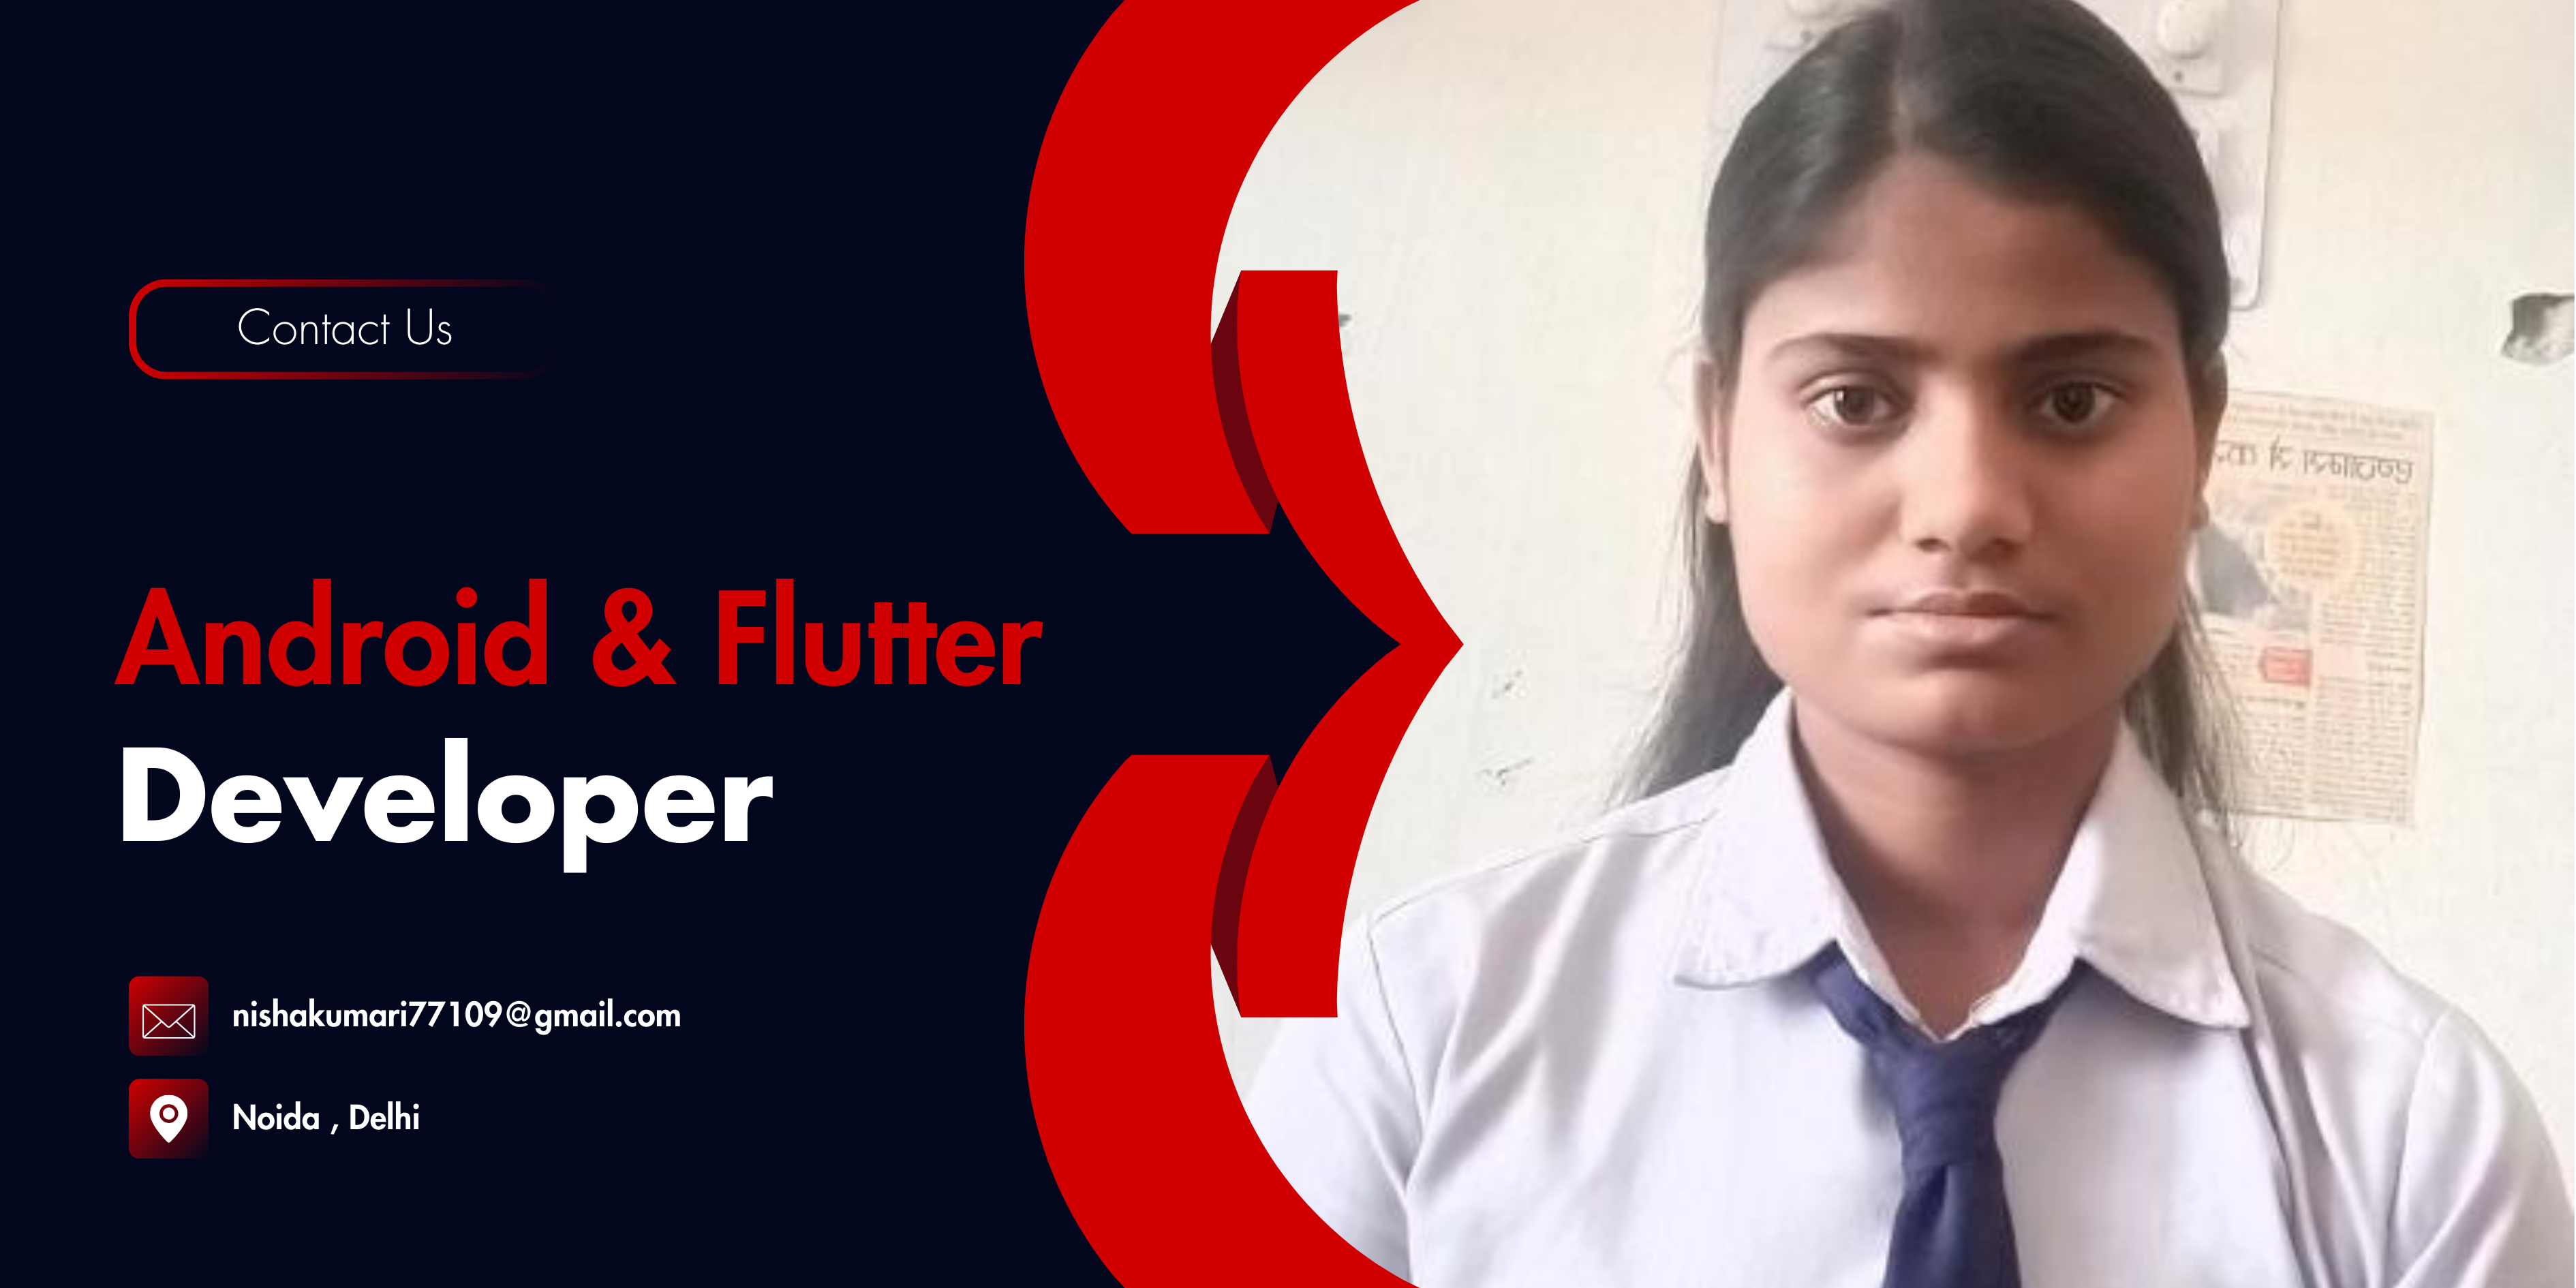 Contact Us
Android & Flutter
Developer
nishakumari77109@gmail.com
Noida , Delhi